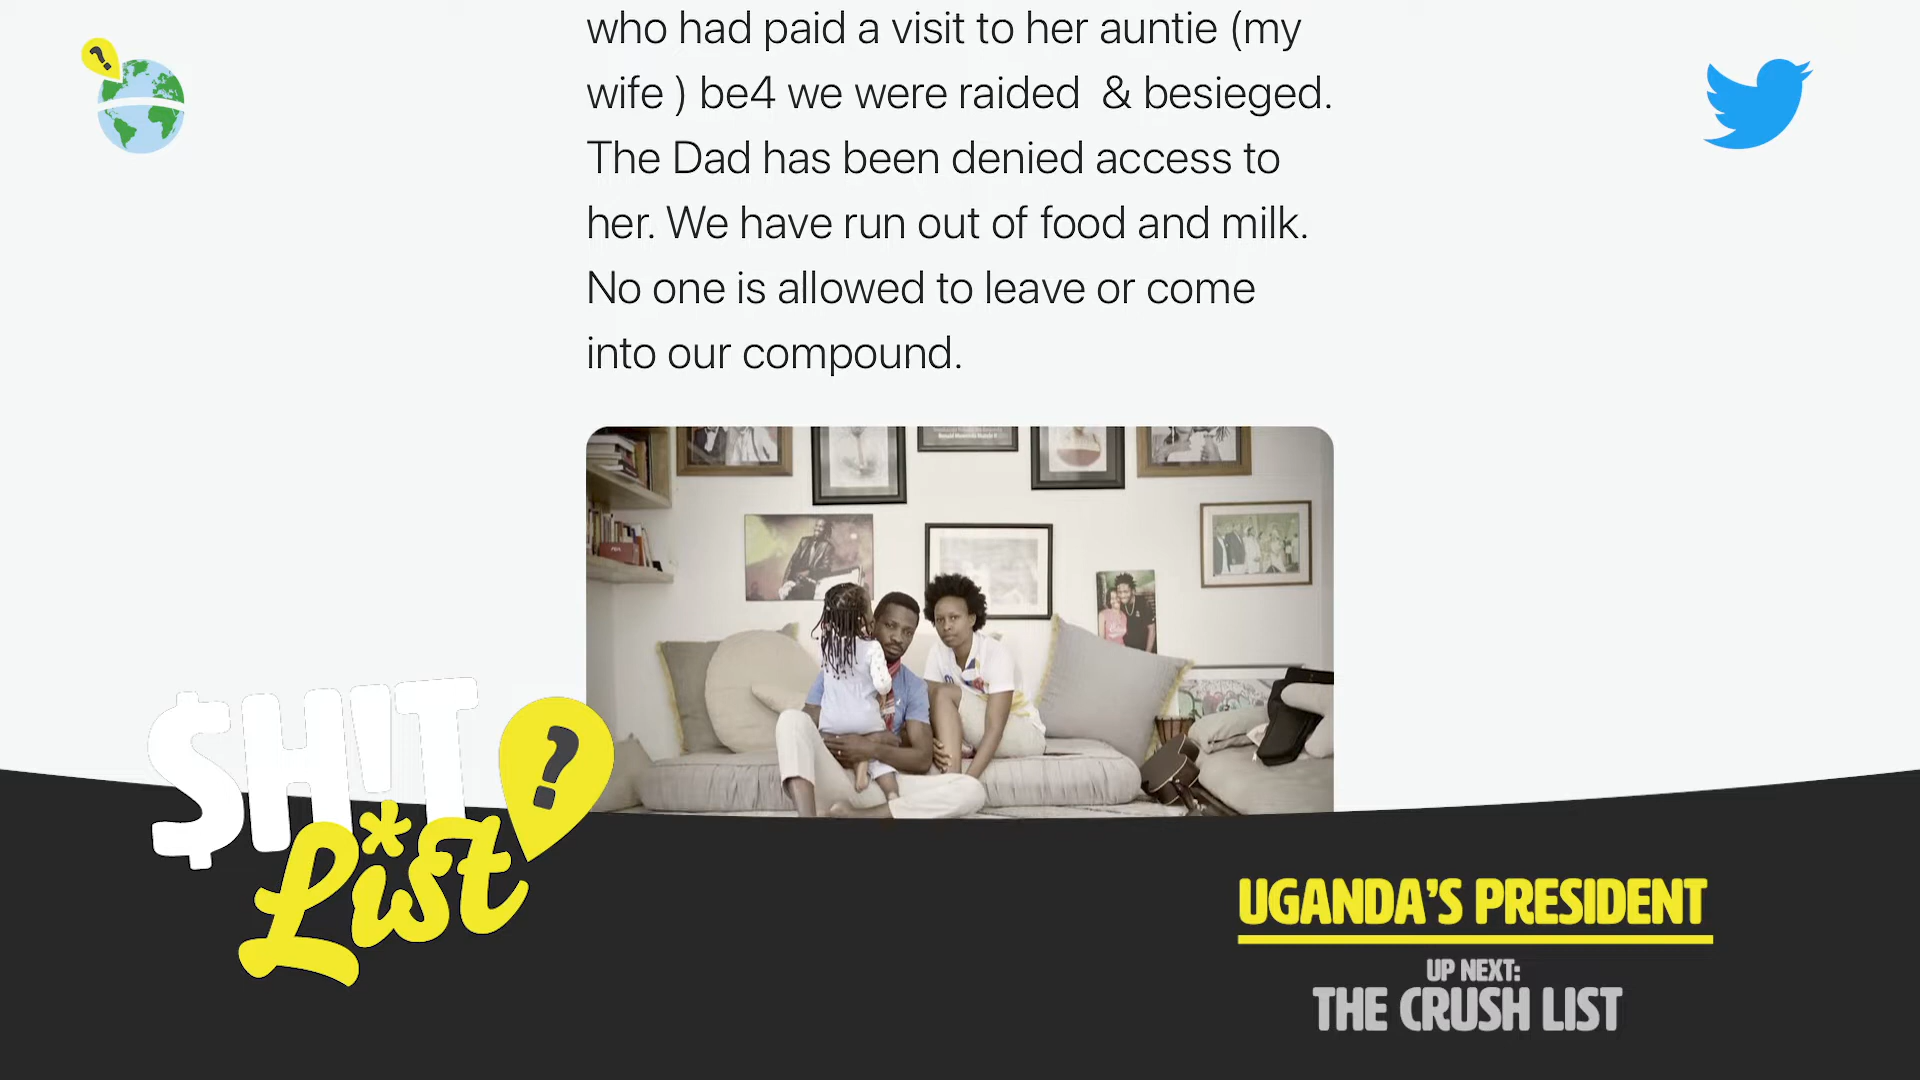 who had paid a visit to her auntie (my
wife ) be4 we were raided  & besieged.
The Dad has been denied access to
her. We have run out of food and milk.
No one is allowed to leave or come
into our compound.
$H!T
List
?
?
UGANDA'S PRESIDENT
UP NEXT:
THE CRUSH LIST